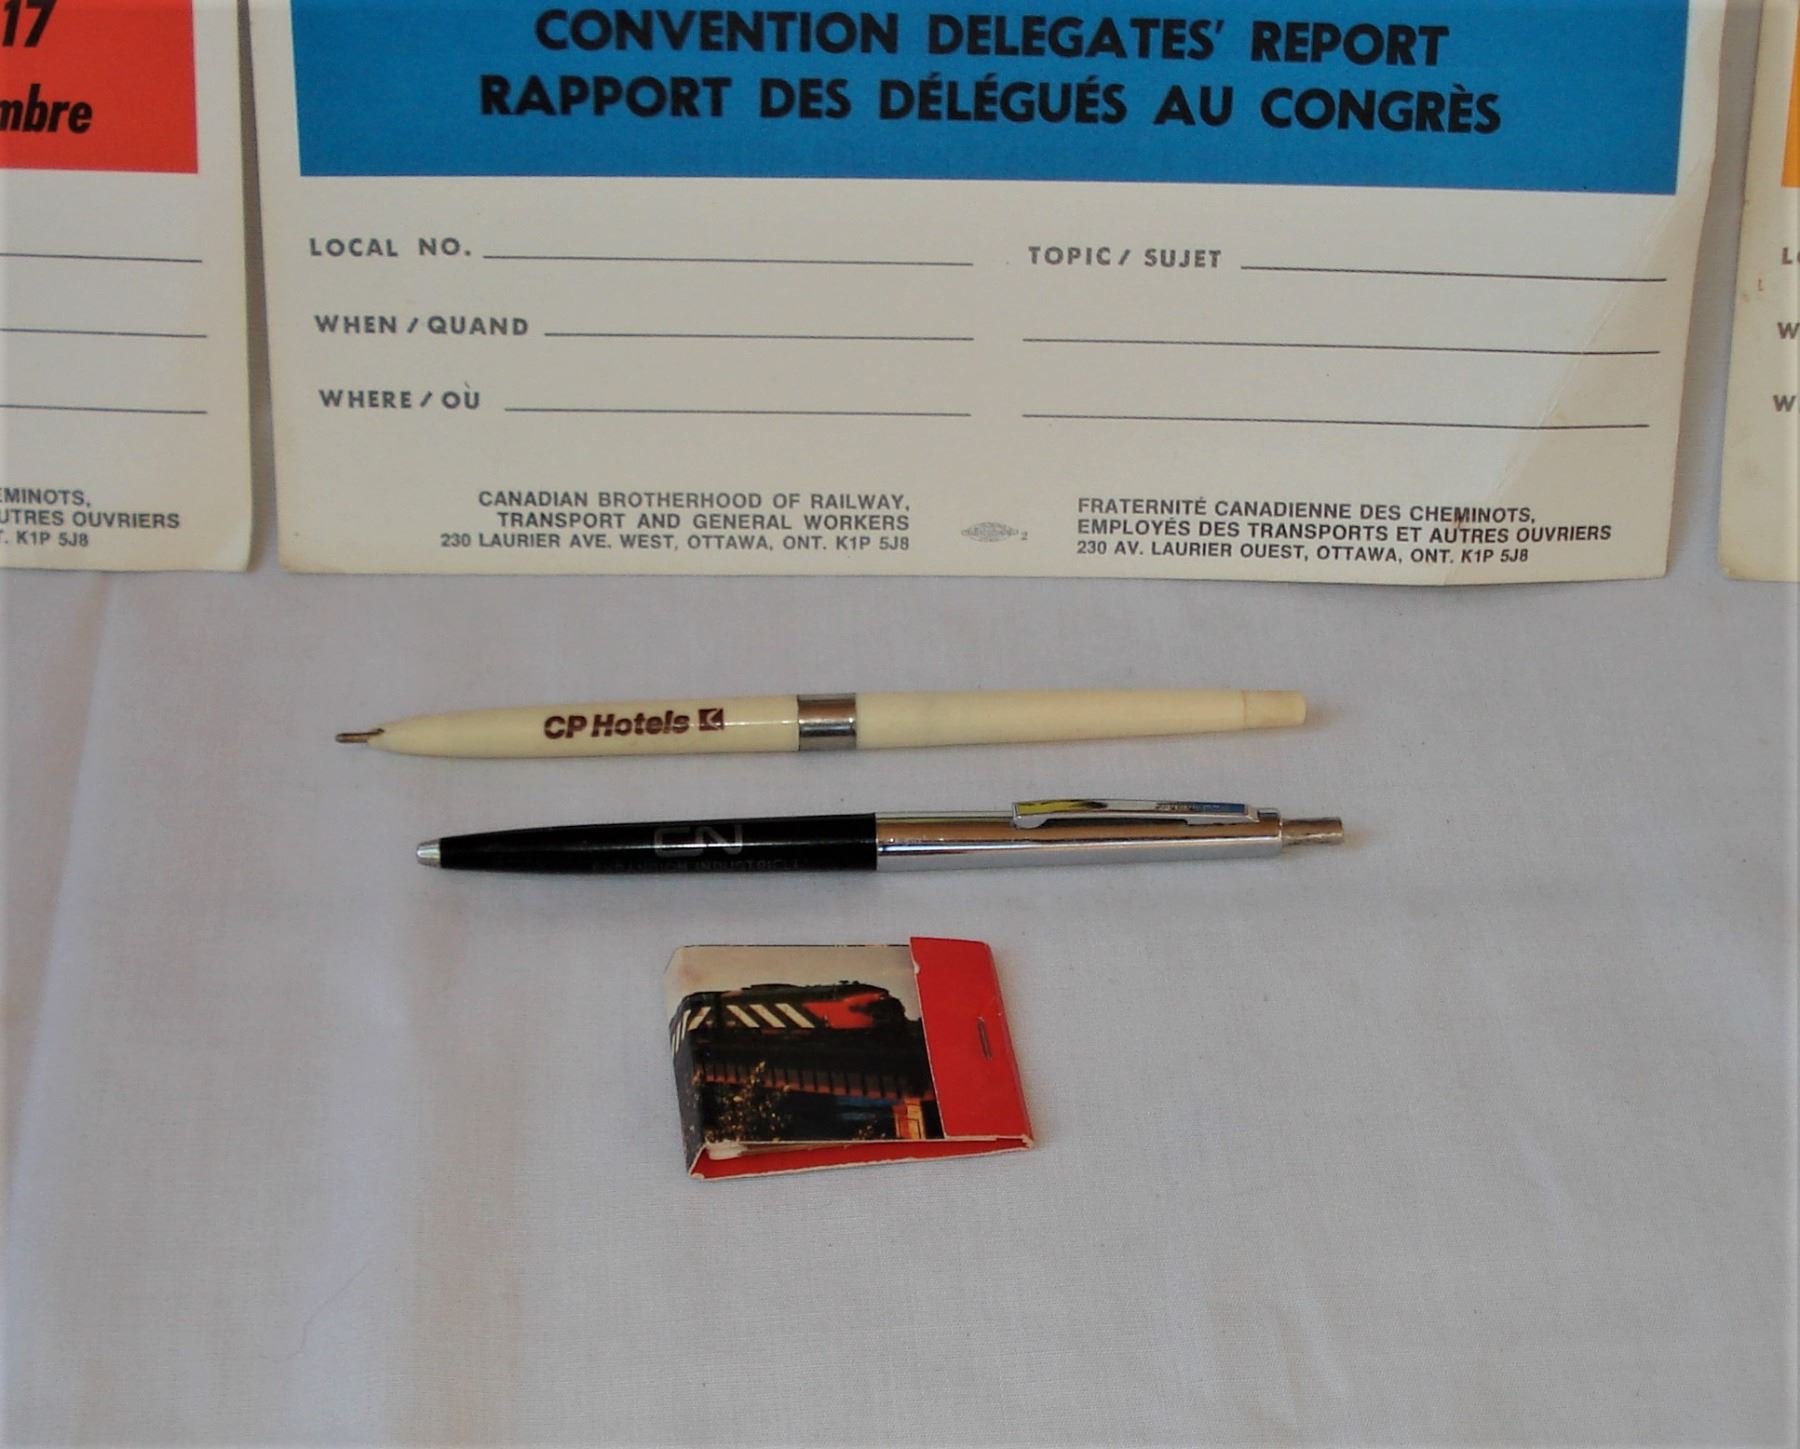 17
mbre
EMINOTS,
UTRES OUVRIERS
T. K1P 5J8
CONVENTION DELEGATES' REPORT
RAPPORT DES DÉLÉGUÉS AU CONGRÈS
LOCAL NO.
TOPIC / SUJET
WHEN / QUAND
WHERE / OÙ
CANADIAN BROTHERHOOD OF RAILWAY,
TRANSPORT AND GENERAL WORKERS
230 LAURIER AVE. WEST, OTTAWA, ONT. K1P 5J8
2
FRATERNITÉ CANADIENNE DES CHEMINOTS,
EMPLOYÉS DES TRANSPORTS ET AUTRES OUVRIERS
230 AV. LAURIER OUEST, OTTAWA, ONT. K1P 5J8
L
W
W
CP Hotels
CN